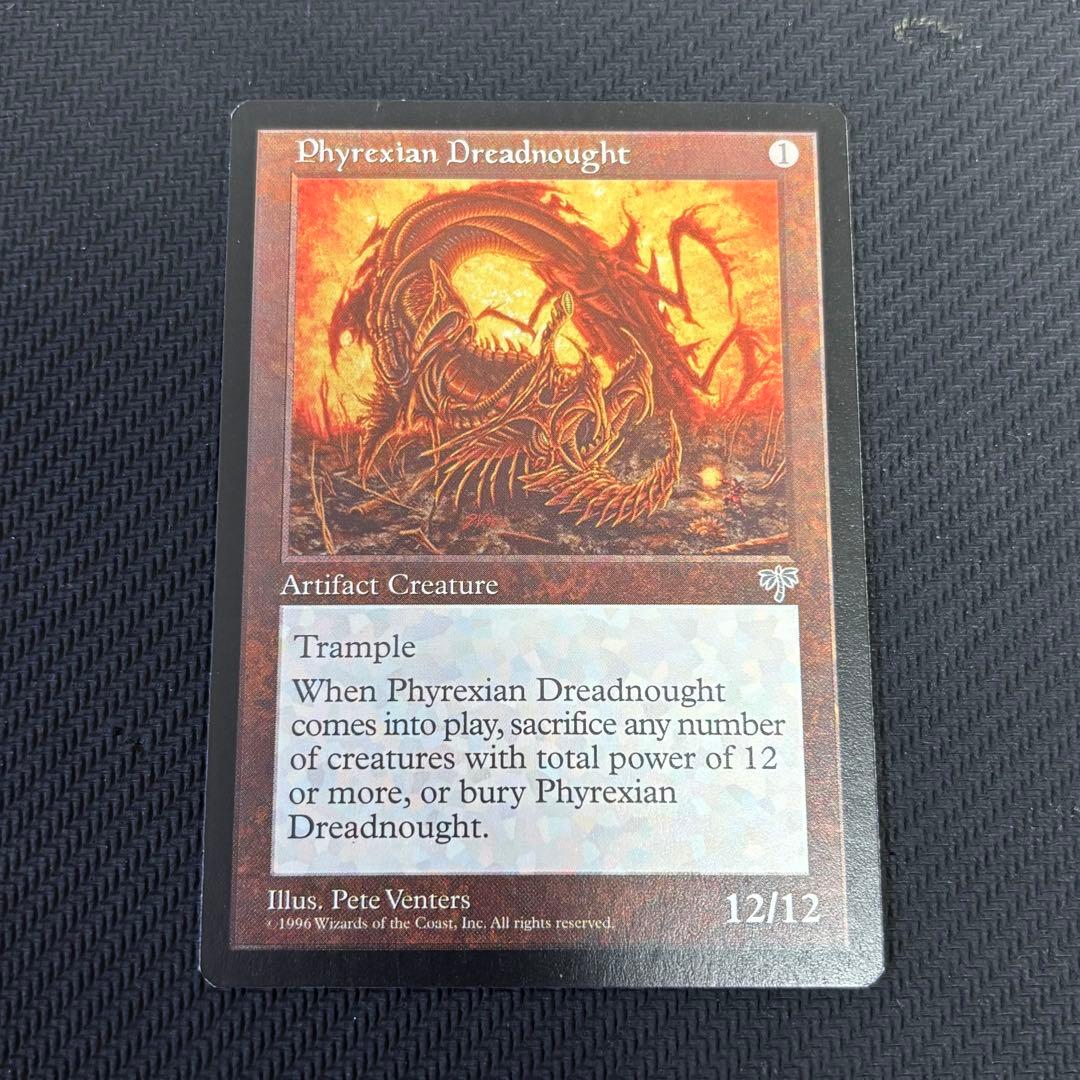 Phyrexian Dreadnought 1
Artifact Creature
Trample
When Phyrexian Dreadnought
comes into play, sacrifice any number
of creatures with total power of 12
or more, or bury Phyrexian
Dreadnought.
Illus. Pete Venters
©1996 Wizards of the Coast, Inc. All rights reserved.
12/12